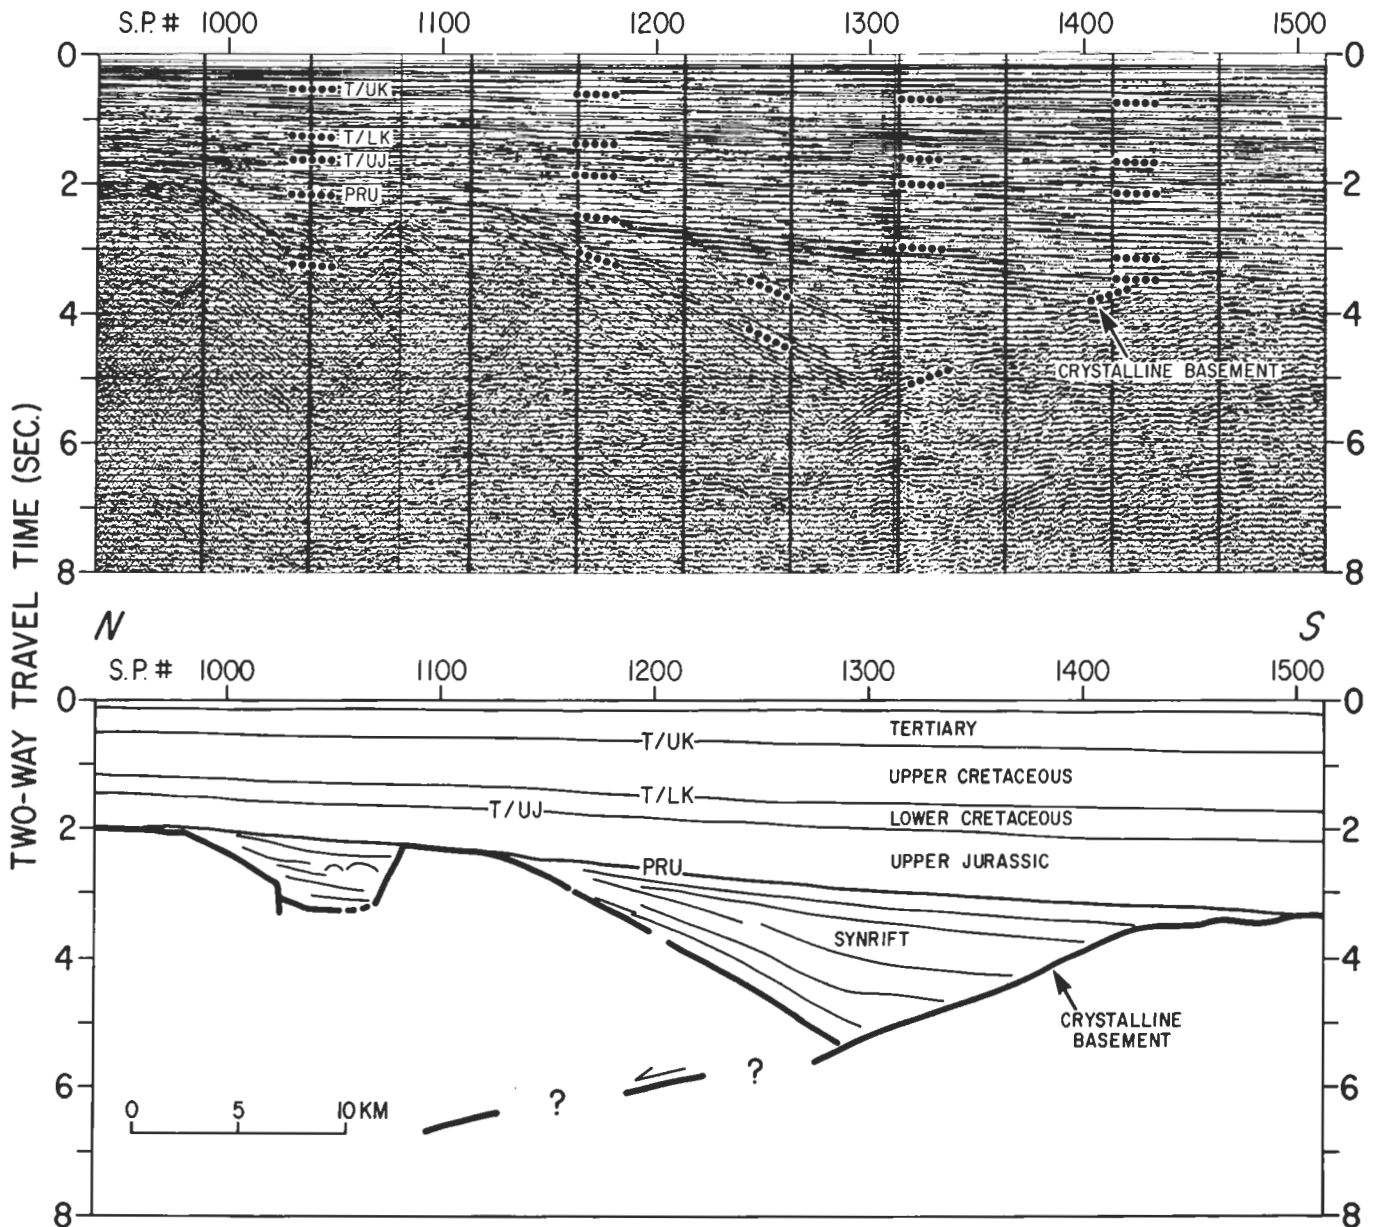 S.P. # 1000 1100 1200 1300 1400 1500
0 0
T/UK
T/LK
T/UJ
2 PRU 2
4 4
CRYSTALLINE BASEMENT
6 6
8 8
TWO-WAY TRAVEL TIME (SEC.)
N S
S.P. # 1000 1100 1200 1300 1400 1500
0 0
TERTIARY
T/UK
UPPER CRETACEOUS
T/LK
T/UJ
LOWER CRETACEOUS
2 2
PRU UPPER JURASSIC
SYNRIFT
4 4
CRYSTALLINE
BASEMENT
?
6 6
?
0 5 10 KM
8 8